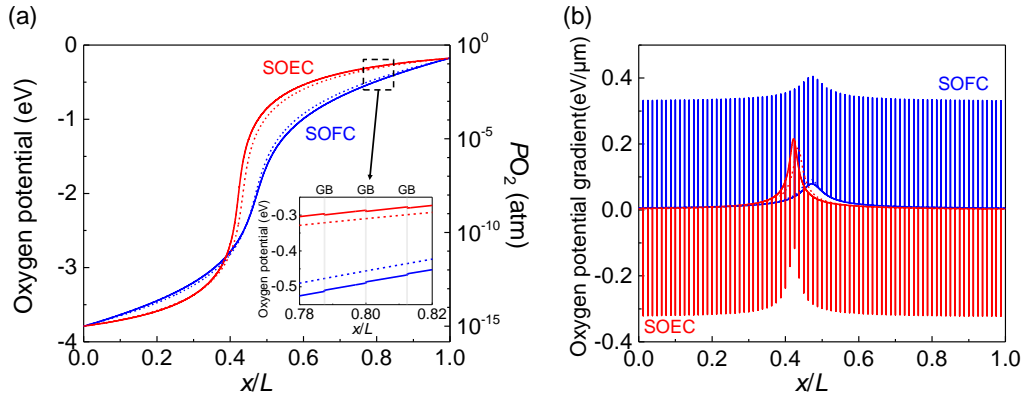 (a)
0
-1
-2
-3
-4
Oxygen potential (eV)
0.0 0.2 0.4 0.6 0.8 1.0
x/L
10⁰
10⁻⁵
10⁻¹⁰
10⁻¹⁵
PO₂ (atm)
SOEC
SOFC
GB GB GB
-0.3
-0.4
-0.5
Oxygen potential (eV)
0.78 0.80 0.82
x/L
(b)
0.4
0.2
0.0
-0.2
-0.4
Oxygen potential gradient(eV/μm)
SOFC
SOEC
0.0 0.2 0.4 0.6 0.8 1.0
x/L